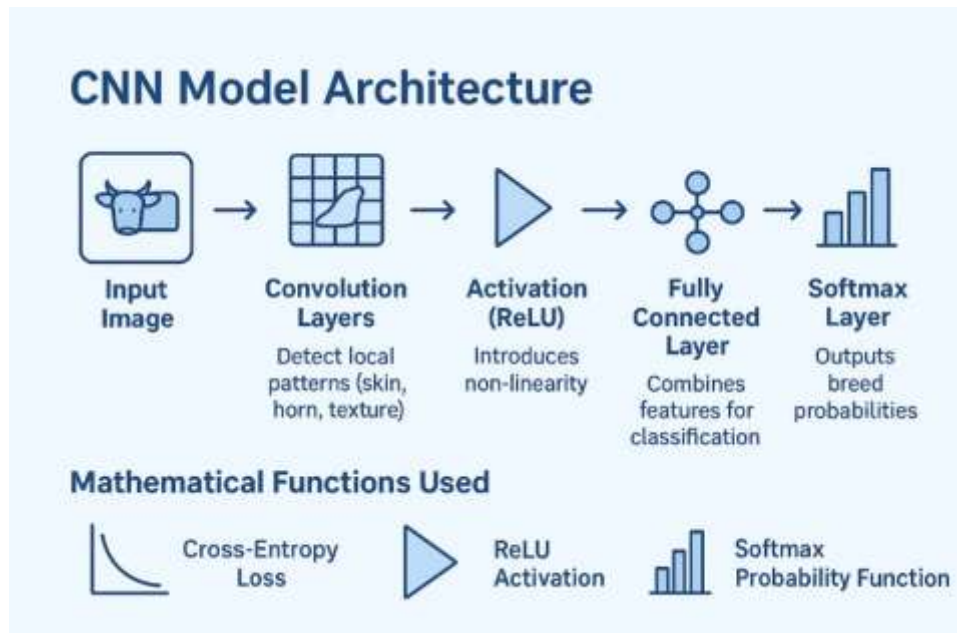 CNN Model Architecture
Input
Image
Convolution
Layers
Detect local
patterns (skin,
horn, texture)
Activation
(ReLU)
Introduces
non-linearity
Fully
Connected
Layer
Combines
features for
classification
Softmax
Layer
Outputs
breed
probabilities
Mathematical Functions Used
Cross-Entropy
Loss
ReLU
Activation
Softmax
Probability Function